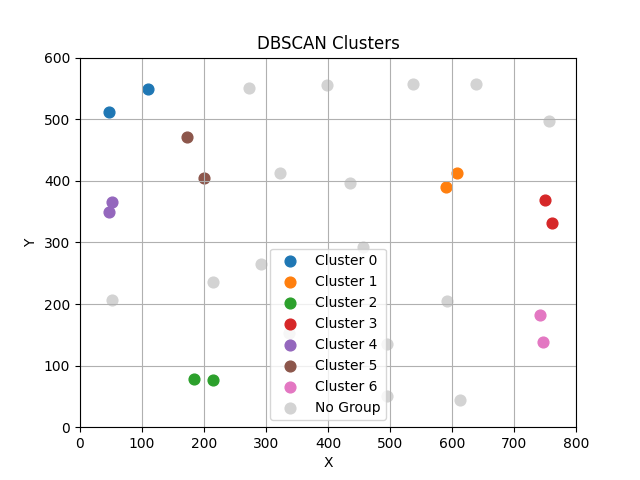 DBSCAN Clusters
600
500
400
300
200
100
0
Y
Cluster 0
Cluster 1
Cluster 2
Cluster 3
Cluster 4
Cluster 5
Cluster 6
No Group
0 100 200 300 400 500 600 700 800
X